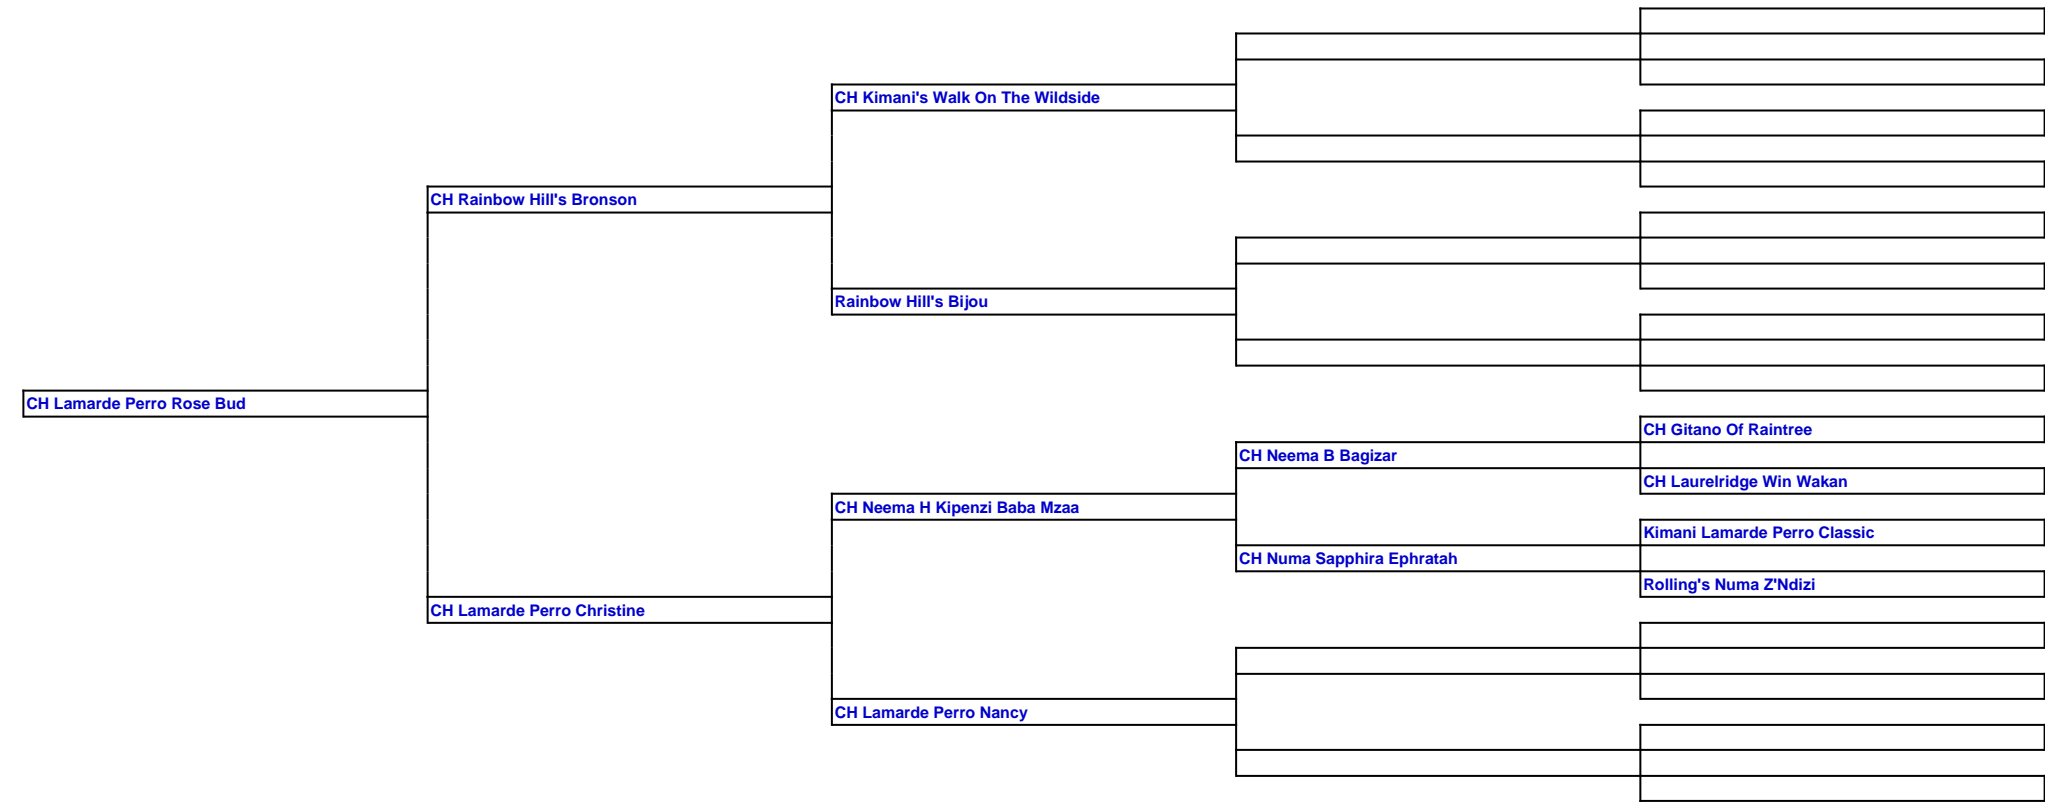 CH Kimani's Walk On The Wildside
CH Rainbow Hill's Bronson
Rainbow Hill's Bijou
CH Lamarde Perro Rose Bud
CH Gitano Of Raintree
CH Neema B Bagizar
CH Laurelridge Win Wakan
CH Neema H Kipenzi Baba Mzaa
Kimani Lamarde Perro Classic
CH Numa Sapphira Ephratah
Rolling's Numa Z'Ndizi
CH Lamarde Perro Christine
CH Lamarde Perro Nancy